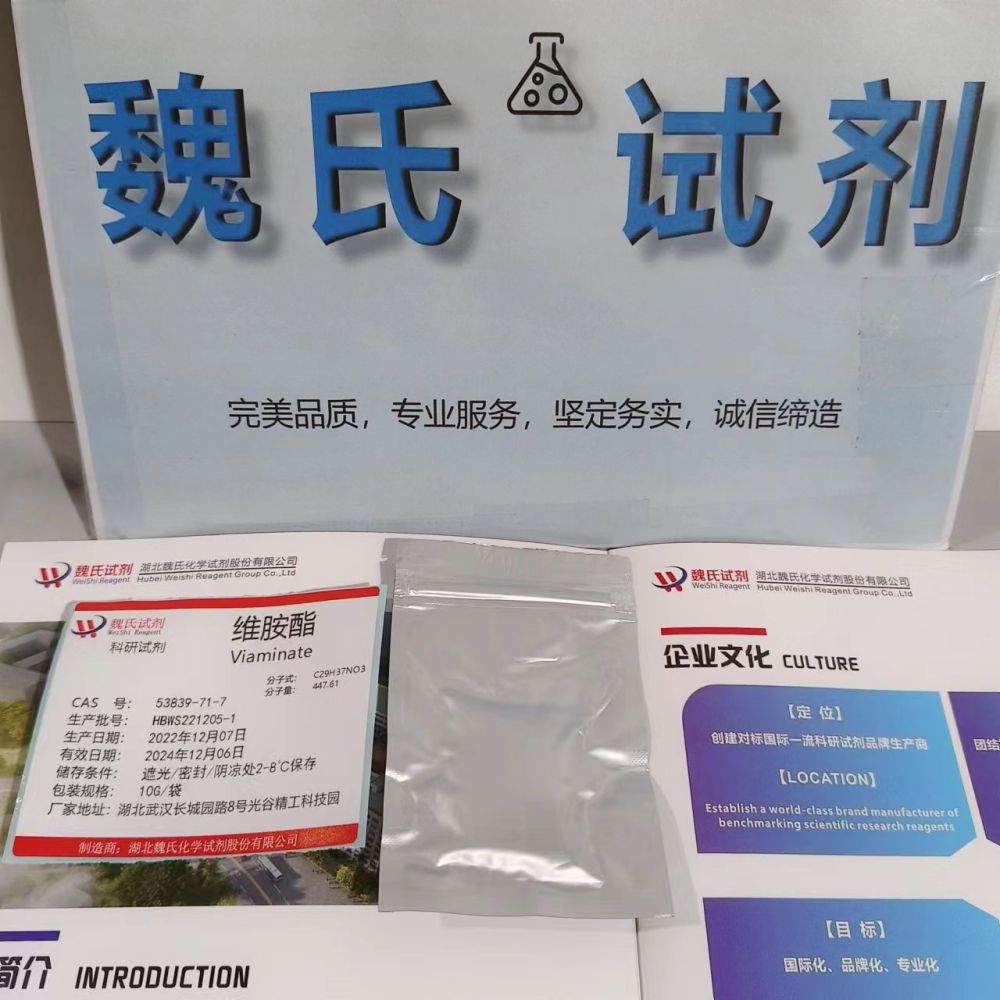 魏氏试剂
完美品质，专业服务，坚定务实，诚信缔造
魏氏试剂 湖北魏氏化学试剂股份有限公司
WeiShi Reagent Hubei Weishi Reagent Group Co.,Ltd
魏氏试剂
WeiShi Reagent
科研试剂
维胺酯
Viaminate
分子式： C29H37NO3
分子量： 447.61
CAS 号： 53839-71-7
生产批号： HBWS221205-1
生产日期： 2022年12月07日
有效日期： 2024年12月06日
储存条件： 遮光/密封/阴凉处2-8℃保存
包装规格： 10G/袋
厂家地址： 湖北武汉长城园路8号光谷精工科技园
制造商：湖北魏氏化学试剂股份有限公司
简介 INTRODUCTION
魏氏试剂 湖北魏氏化学试剂股份有限公司
WeiShi Reagent Hubei Weishi Reagent Group Co.,Ltd
企业文化 CULTURE
【定 位】
创建对标国际一流科研试剂品牌生产商
【LOCATION】
Establish a world-class brand manufacturer of
benchmarking scientific research reagents
团结
【目 标】
国际化、品牌化、专业化